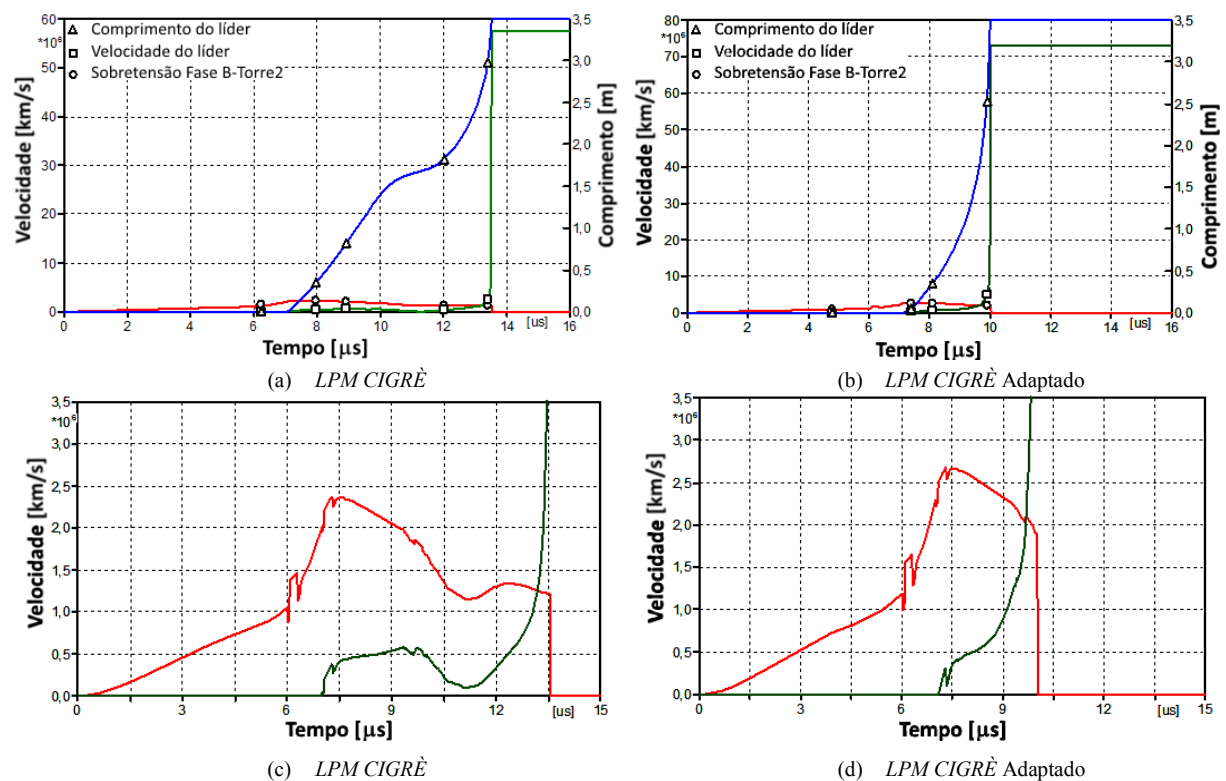 60
*10⁶
50
40
30
20
10
0
Velocidade [km/s]
Comprimento do líder
Velocidade do líder
Sobretensão Fase B-Torre2
3,5
3,0
2,5
2,0
1,5
1,0
0,5
0,0
Comprimento [m]
0 2 4 6 8 10 12 14 [us] 16
Tempo [µs]
(a) LPM CIGRÈ
80
*10⁶
70
60
50
40
30
20
10
0
Velocidade [km/s]
Comprimento do líder
Velocidade do líder
Sobretensão Fase B-Torre2
3,5
3,0
2,5
2,0
1,5
1,0
0,5
0,0
Comprimento [m]
0 2 4 6 8 10 12 14 [us] 16
Tempo [µs]
(b) LPM CIGRÈ Adaptado
3,5
*10⁶
3,0
2,5
2,0
1,5
1,0
0,5
0,0
Velocidade [km/s]
0 3 6 9 12 [us] 15
Tempo [µs]
(c) LPM CIGRÈ
3,5
*10⁶
3,0
2,5
2,0
1,5
1,0
0,5
0,0
Velocidade [km/s]
0 3 6 9 12 [us] 15
Tempo [µs]
(d) LPM CIGRÈ Adaptado